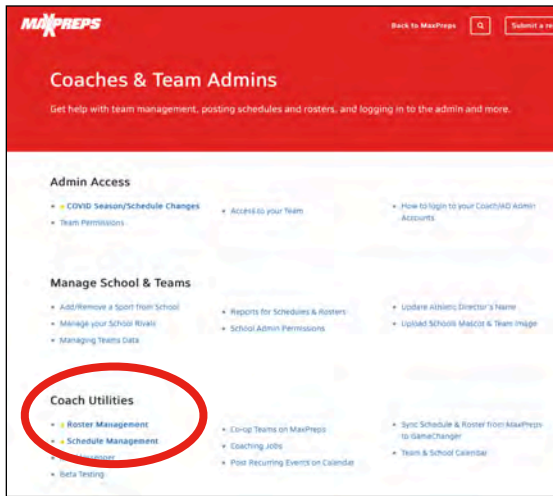 MAXPREPS
Back to MaxPreps
Submit a re
Coaches & Team Admins
Get help with team management, posting schedules and rosters, and logging in to the admin and more.
Admin Access
COVID Season/Schedule Changes
Team Permissions
Access to your Team
How to login to your Coach/AD Admin
Accounts
Manage School & Teams
Add/Remove a Sport from School
Manage your School Rivals
Managing Teams Data
Reports for Schedules & Rosters
School Admin Permissions
Update Athletic Director's Name
Upload Schools Mascot & Team Image
Coach Utilities
Roster Management
Schedule Management
Beta Testing
Co-op Teams on MaxPreps
Coaching Jobs
Post Recurring Events on Calendar
Sync Schedule & Roster from MaxPreps
to GameChanger
Team & School Calendar